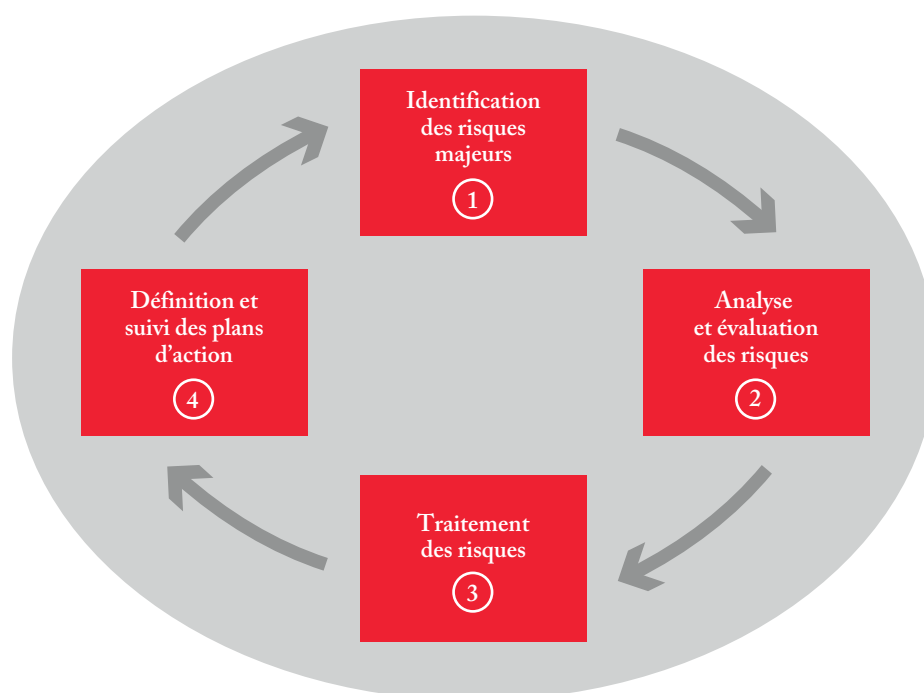 Identification
des risques
majeurs
1
Analyse
et évaluation
des risques
2
Traitement
des risques
3
Définition et
suivi des plans
d’action
4